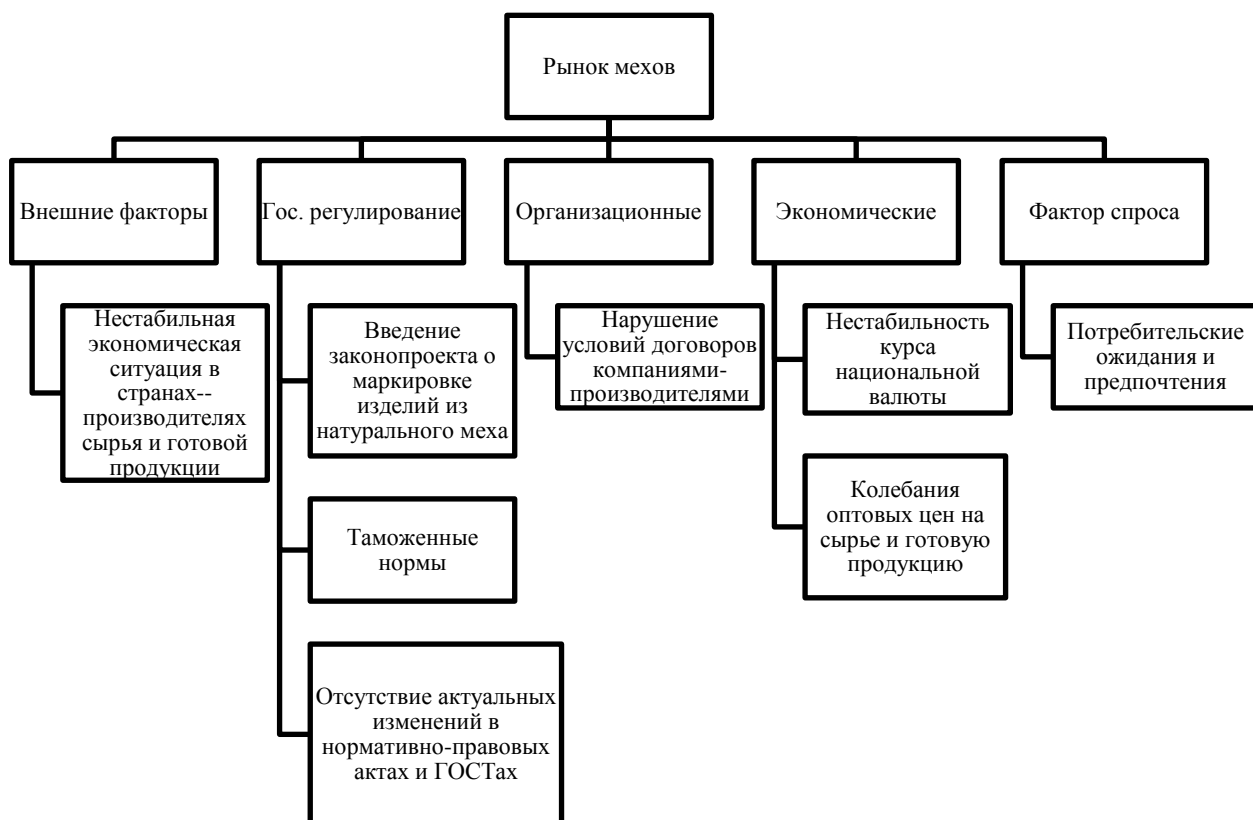 Рынок мехов
Внешние факторы
Гос. регулирование
Организационные
Экономические
Фактор спроса
Нестабильная
экономическая
ситуация в
странах--
производителях
сырья и готовой
продукции
Введение
законопроекта о
маркировке
изделий из
натурального меха
Таможенные
нормы
Отсутствие актуальных
изменений в
нормативно-правовых
актах и ГОСТах
Нарушение
условий договоров
компаниями-
производителями
Нестабильность
курса
национальной
валюты
Колебания
оптовых цен на
сырье и готовую
продукцию
Потребительские
ожидания и
предпочтения